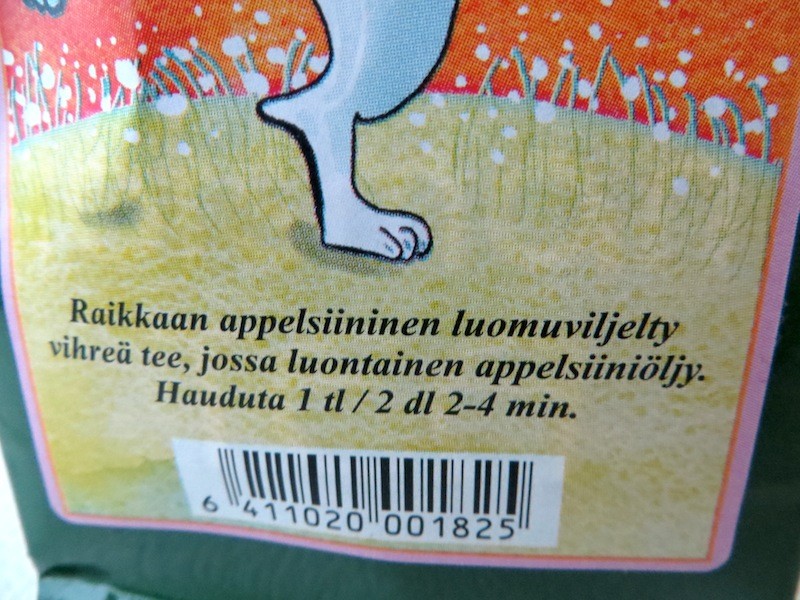 Raikkaan appelsiininen luomuviljelty
vihreä tee, jossa luontainen appelsiiniöljy.
Hauduta 1 tl / 2 dl 2-4 min.
6 411020 001825